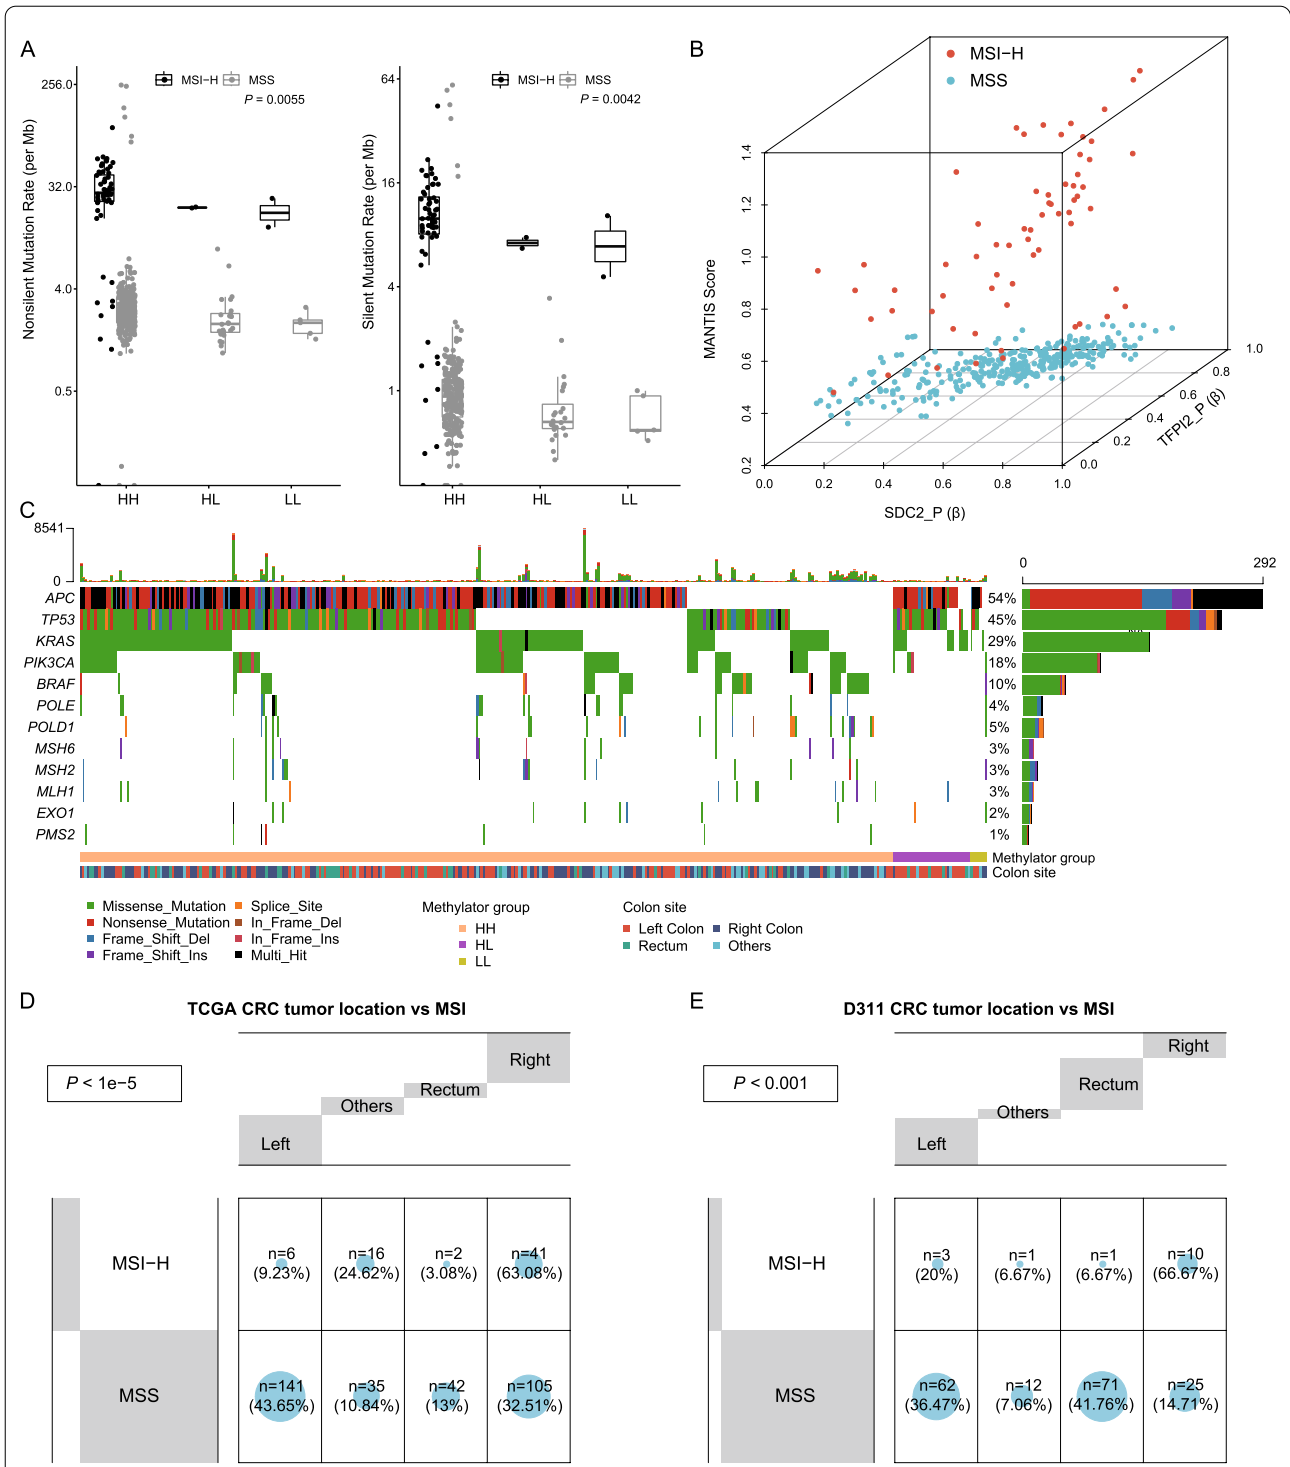 A
MSI−H MSS
P = 0.0055
Nonsilent Mutation Rate (per Mb)
256.0
32.0
4.0
0.5
HH HL LL
MSI−H MSS
P = 0.0042
Silent Mutation Rate (per Mb)
64
16
4
1
HH HL LL
B
MSI−H
MSS
MANTIS Score
1.4
1.2
1.0
0.8
0.6
0.4
0.2
0.0 0.2 0.4 0.6 0.8 1.0
SDC2_P (β)
0.0
0.2
0.4
0.6
0.8
1.0
TFPI2_P (β)
C
8541
0
0 292
APC 54%
TP53 45%
KRAS 29%
PIK3CA 18%
BRAF 10%
POLE 4%
POLD1 5%
MSH6 3%
MSH2 3%
MLH1 3%
EXO1 2%
PMS2 1%
Methylator group
Colon site
Missense_Mutation
Nonsense_Mutation
Frame_Shift_Del
Frame_Shift_Ins
Splice_Site
In_Frame_Del
In_Frame_Ins
Multi_Hit
Methylator group
HH
HL
LL
Colon site
Left Colon Right Colon
Rectum Others
D
TCGA CRC tumor location vs MSI
P < 1e−5
Right
Rectum
Others
Left
MSI−H
n=6 n=16 n=2 n=41
(9.23%) (24.62%) (3.08%) (63.08%)
MSS
n=141 n=35 n=42 n=105
(43.65%) (10.84%) (13%) (32.51%)
E
D311 CRC tumor location vs MSI
P < 0.001
Right
Rectum
Others
Left
MSI−H
n=3 n=1 n=1 n=10
(20%) (6.67%) (6.67%) (66.67%)
MSS
n=62 n=12 n=71 n=25
(36.47%) (7.06%) (41.76%) (14.71%)